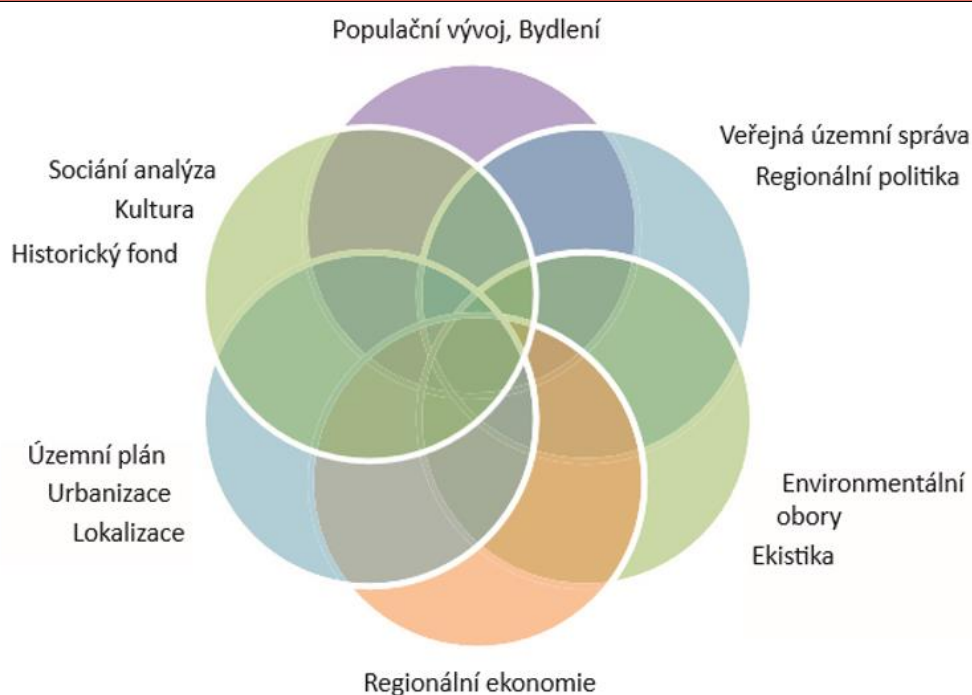 Populační vývoj, Bydlení
Veřejná územní správa
Regionální politika
Sociání analýza
Kultura
Historický fond
Územní plán
Urbanizace
Lokalizace
Environmentální
obory
Ekistika
Regionální ekonomie